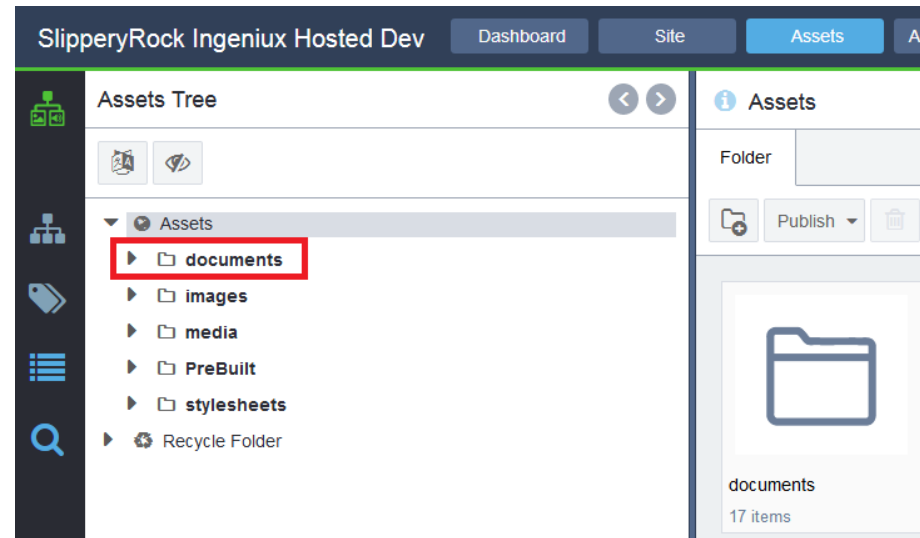 SlipperyRock Ingeniux Hosted Dev Dashboard Site Assets A
Assets Tree
Assets
documents
images
media
PreBuilt
stylesheets
Recycle Folder
Assets
Folder
Publish
documents
17 items